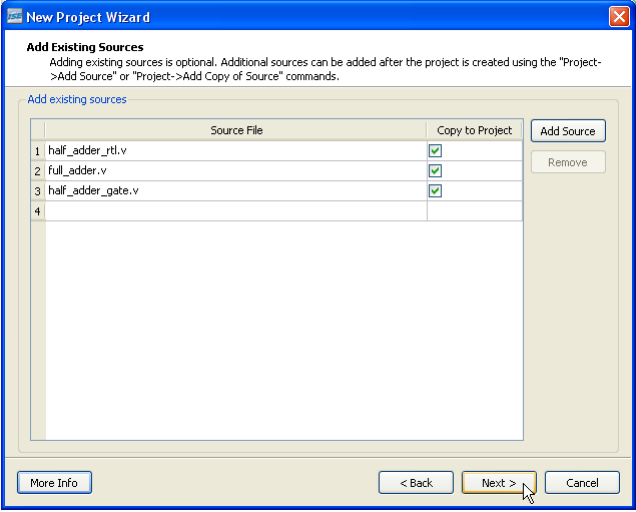 ISE New Project Wizard
Add Existing Sources
Adding existing sources is optional. Additional sources can be added after the project is created using the "Project-
>Add Source" or "Project->Add Copy of Source" commands.
Add existing sources
Source File Copy to Project
1 half_adder_rtl.v
2 full_adder.v
3 half_adder_gate.v
4
Add Source
Remove
More Info < Back Next > Cancel